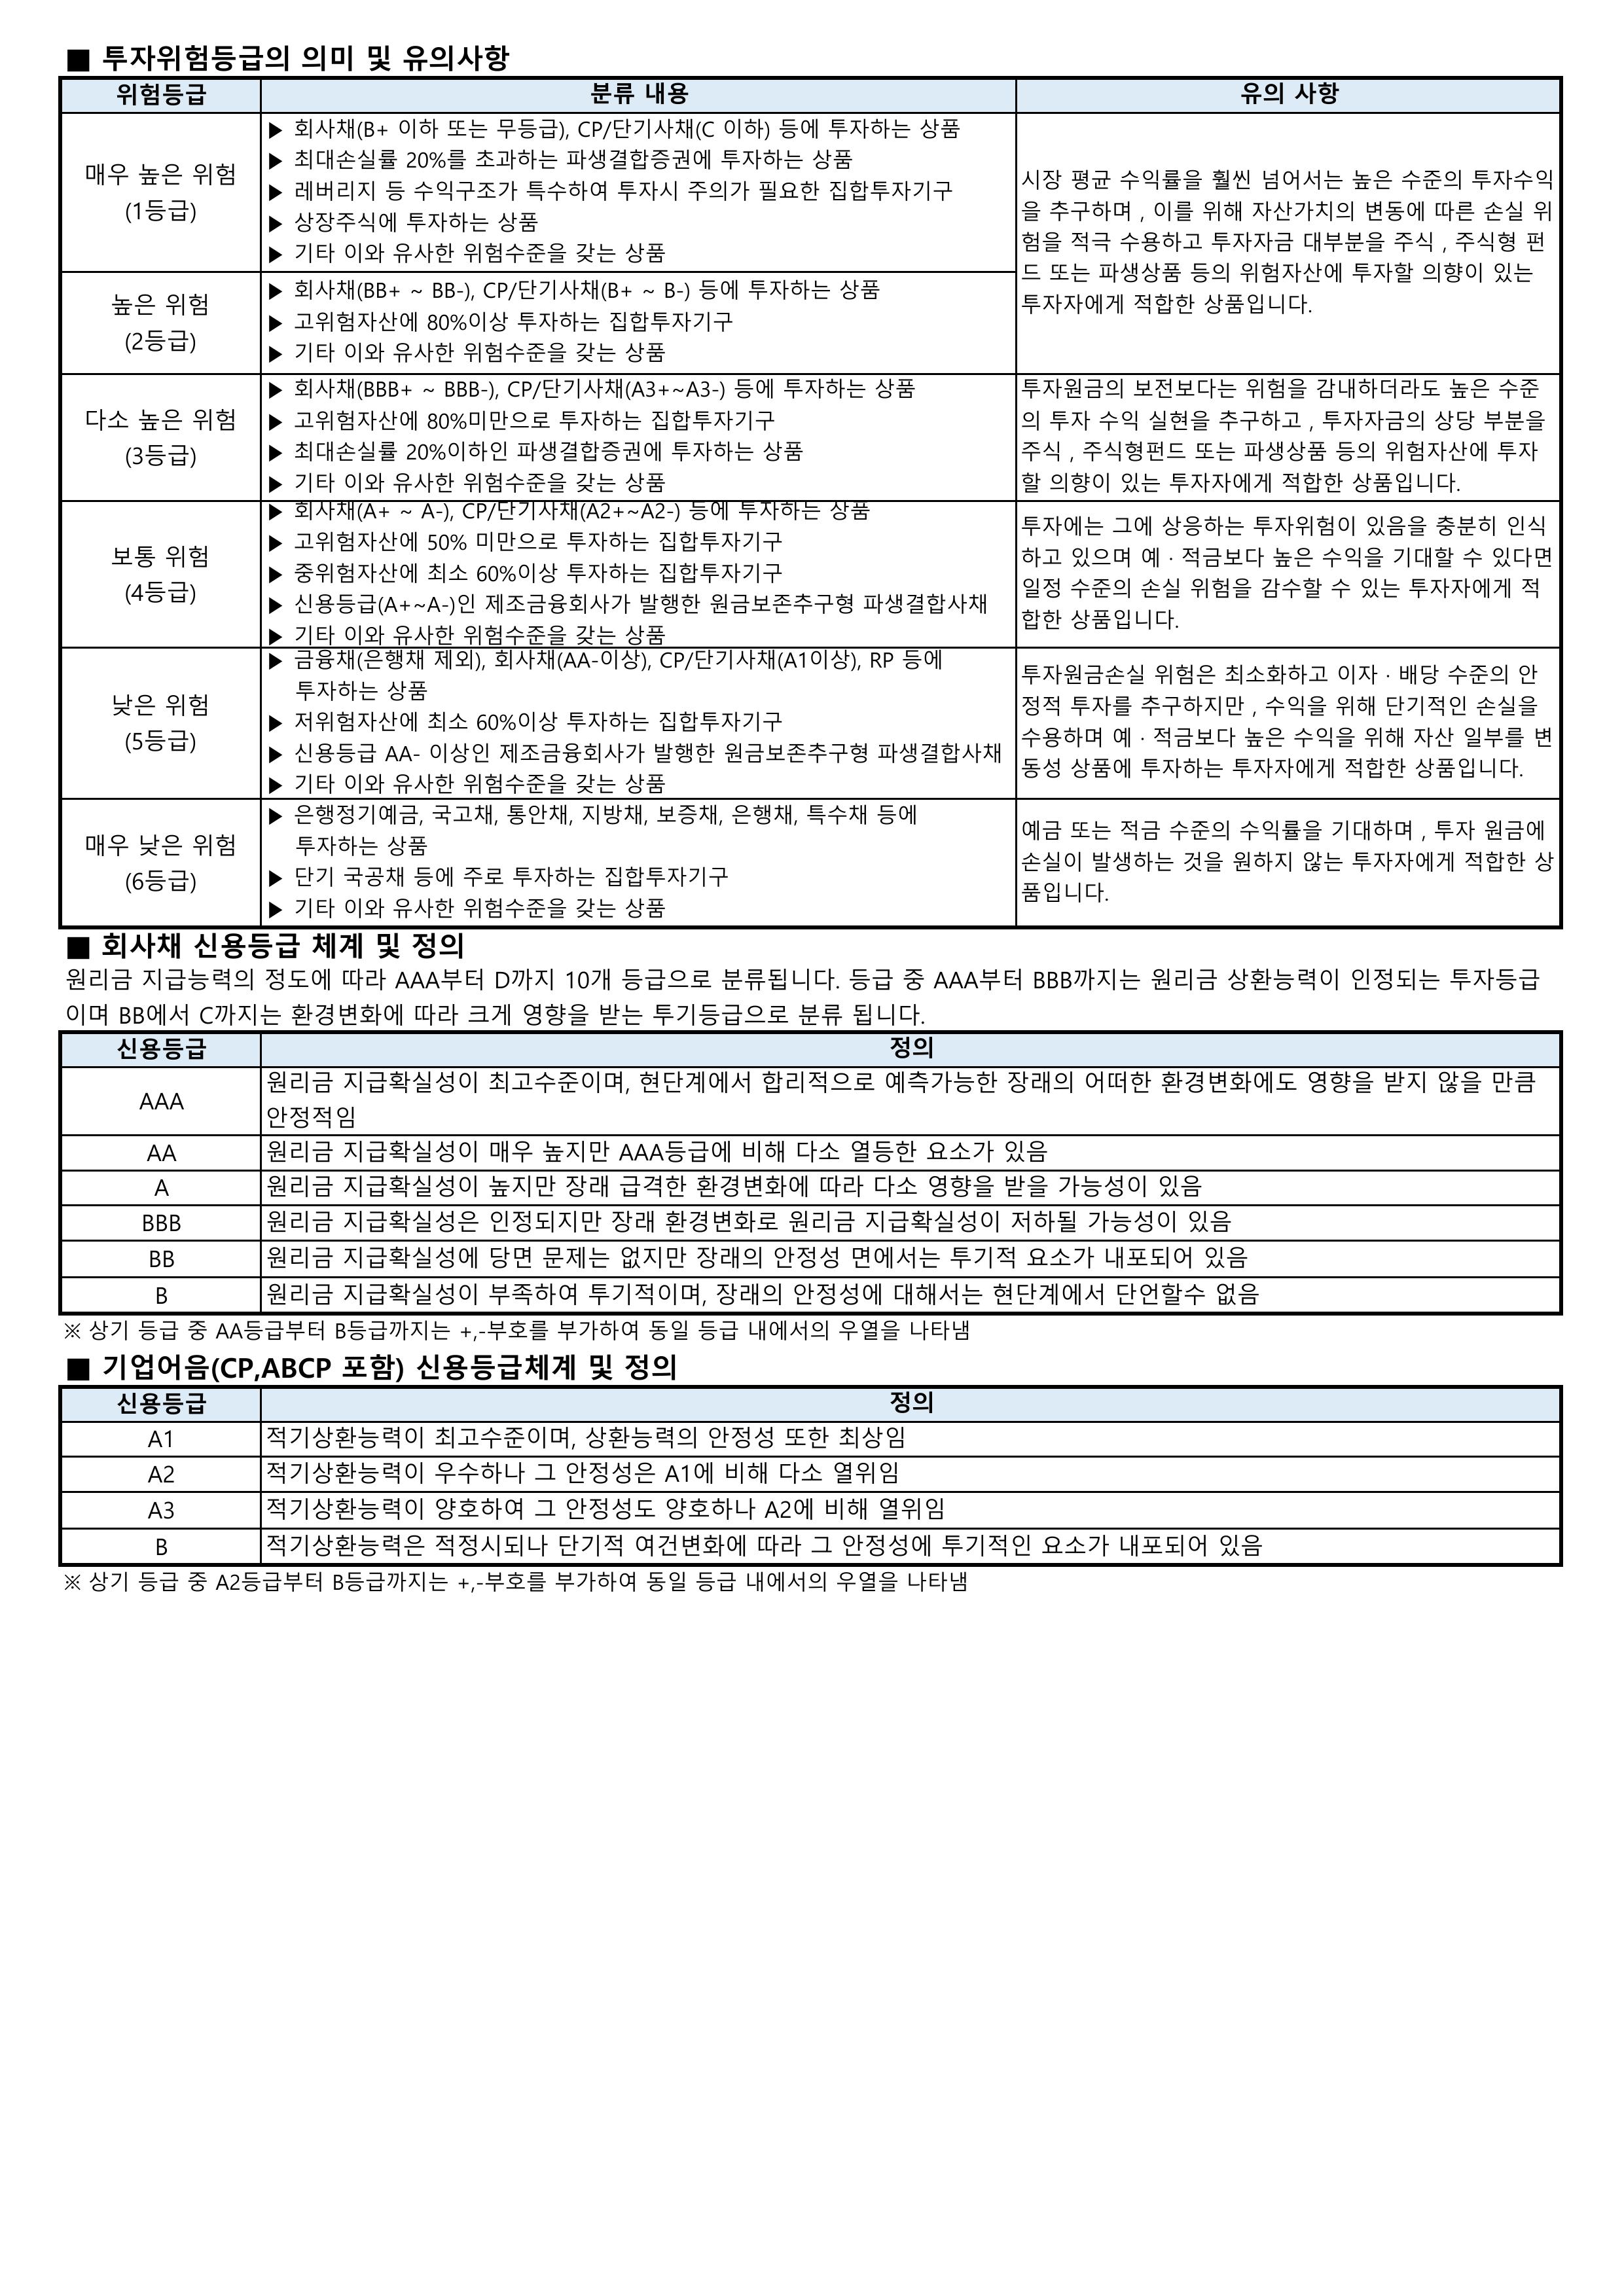 ■ 투자위험등급의 의미 및 유의사항
위험등급
분류 내용
유의 사항
매우 높은 위험
(1등급)
▶ 회사채(B+ 이하 또는 무등급), CP/단기사채(C 이하) 등에 투자하는 상품
▶ 최대손실률 20%를 초과하는 파생결합증권에 투자하는 상품
▶ 레버리지 등 수익구조가 특수하여 투자시 주의가 필요한 집합투자기구
▶ 상장주식에 투자하는 상품
▶ 기타 이와 유사한 위험수준을 갖는 상품
시장 평균 수익률을 훨씬 넘어서는 높은 수준의 투자수익
을 추구하며 , 이를 위해 자산가치의 변동에 따른 손실 위
험을 적극 수용하고 투자자금 대부분을 주식 , 주식형 펀
드 또는 파생상품 등의 위험자산에 투자할 의향이 있는
투자자에게 적합한 상품입니다.
높은 위험
(2등급)
▶ 회사채(BB+ ~ BB-), CP/단기사채(B+ ~ B-) 등에 투자하는 상품
▶ 고위험자산에 80%이상 투자하는 집합투자기구
▶ 기타 이와 유사한 위험수준을 갖는 상품
다소 높은 위험
(3등급)
▶ 회사채(BBB+ ~ BBB-), CP/단기사채(A3+~A3-) 등에 투자하는 상품
▶ 고위험자산에 80%미만으로 투자하는 집합투자기구
▶ 최대손실률 20%이하인 파생결합증권에 투자하는 상품
▶ 기타 이와 유사한 위험수준을 갖는 상품
투자원금의 보전보다는 위험을 감내하더라도 높은 수준
의 투자 수익 실현을 추구하고 , 투자자금의 상당 부분을
주식 , 주식형펀드 또는 파생상품 등의 위험자산에 투자
할 의향이 있는 투자자에게 적합한 상품입니다.
보통 위험
(4등급)
▶ 회사채(A+ ~ A-), CP/단기사채(A2+~A2-) 등에 투자하는 상품
▶ 고위험자산에 50% 미만으로 투자하는 집합투자기구
▶ 중위험자산에 최소 60%이상 투자하는 집합투자기구
▶ 신용등급(A+~A-)인 제조금융회사가 발행한 원금보존추구형 파생결합사채
▶ 기타 이와 유사한 위험수준을 갖는 상품
투자에는 그에 상응하는 투자위험이 있음을 충분히 인식
하고 있으며 예 · 적금보다 높은 수익을 기대할 수 있다면
일정 수준의 손실 위험을 감수할 수 있는 투자자에게 적
합한 상품입니다.
낮은 위험
(5등급)
▶ 금융채(은행채 제외), 회사채(AA-이상), CP/단기사채(A1이상), RP 등에
투자하는 상품
▶ 저위험자산에 최소 60%이상 투자하는 집합투자기구
▶ 신용등급 AA- 이상인 제조금융회사가 발행한 원금보존추구형 파생결합사채
▶ 기타 이와 유사한 위험수준을 갖는 상품
투자원금손실 위험은 최소화하고 이자 · 배당 수준의 안
정적 투자를 추구하지만 , 수익을 위해 단기적인 손실을
수용하며 예 · 적금보다 높은 수익을 위해 자산 일부를 변
동성 상품에 투자하는 투자자에게 적합한 상품입니다.
매우 낮은 위험
(6등급)
▶ 은행정기예금, 국고채, 통안채, 지방채, 보증채, 은행채, 특수채 등에
투자하는 상품
▶ 단기 국공채 등에 주로 투자하는 집합투자기구
▶ 기타 이와 유사한 위험수준을 갖는 상품
예금 또는 적금 수준의 수익률을 기대하며 , 투자 원금에
손실이 발생하는 것을 원하지 않는 투자자에게 적합한 상
품입니다.
■ 회사채 신용등급 체계 및 정의
원리금 지급능력의 정도에 따라 AAA부터 D까지 10개 등급으로 분류됩니다. 등급 중 AAA부터 BBB까지는 원리금 상환능력이 인정되는 투자등급
이며 BB에서 C까지는 환경변화에 따라 크게 영향을 받는 투기등급으로 분류 됩니다.
신용등급
정의
AAA
원리금 지급확실성이 최고수준이며, 현단계에서 합리적으로 예측가능한 장래의 어떠한 환경변화에도 영향을 받지 않을 만큼
안정적임
AA
원리금 지급확실성이 매우 높지만 AAA등급에 비해 다소 열등한 요소가 있음
A
원리금 지급확실성이 높지만 장래 급격한 환경변화에 따라 다소 영향을 받을 가능성이 있음
BBB
원리금 지급확실성은 인정되지만 장래 환경변화로 원리금 지급확실성이 저하될 가능성이 있음
BB
원리금 지급확실성에 당면 문제는 없지만 장래의 안정성 면에서는 투기적 요소가 내포되어 있음
B
원리금 지급확실성이 부족하여 투기적이며, 장래의 안정성에 대해서는 현단계에서 단언할수 없음
※ 상기 등급 중 AA등급부터 B등급까지는 +,-부호를 부가하여 동일 등급 내에서의 우열을 나타냄
■ 기업어음(CP,ABCP 포함) 신용등급체계 및 정의
신용등급
정의
A1
적기상환능력이 최고수준이며, 상환능력의 안정성 또한 최상임
A2
적기상환능력이 우수하나 그 안정성은 A1에 비해 다소 열위임
A3
적기상환능력이 양호하여 그 안정성도 양호하나 A2에 비해 열위임
B
적기상환능력은 적정시되나 단기적 여건변화에 따라 그 안정성에 투기적인 요소가 내포되어 있음
※ 상기 등급 중 A2등급부터 B등급까지는 +,-부호를 부가하여 동일 등급 내에서의 우열을 나타냄